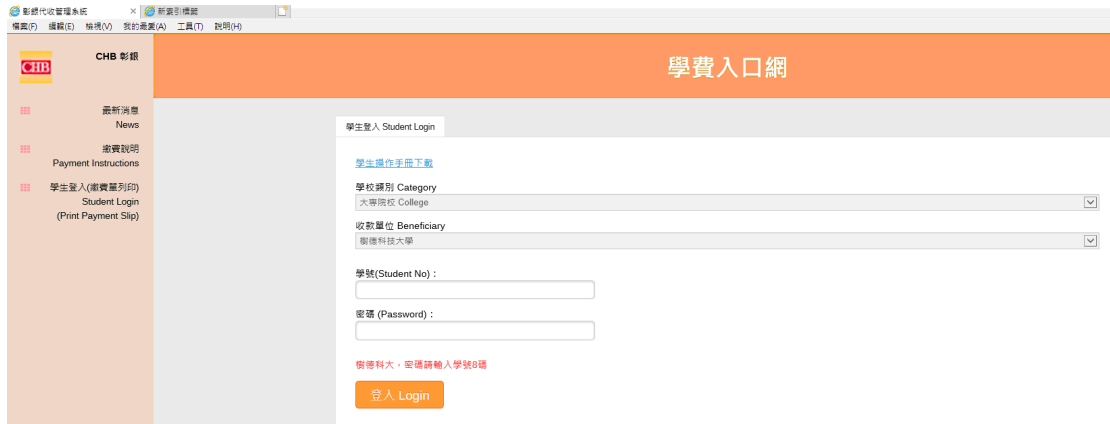 彰銀代收管理系統
新索引標籤
檔案(F) 編輯(E) 檢視(V) 我的最愛(A) 工具(T) 說明(H)
CHB
CHB 彰銀
學費入口網
最新消息
News
繳費說明
Payment Instructions
學生登入(繳費單列印)
Student Login
(Print Payment Slip)
學生登入 Student Login
學生操作手冊下載
學校類別 Category
大專院校 College
收款單位 Beneficiary
樹德科技大學
學號(Student No)：
密碼 (Password)：
樹德科大，密碼請輸入學號8碼
登入 Login